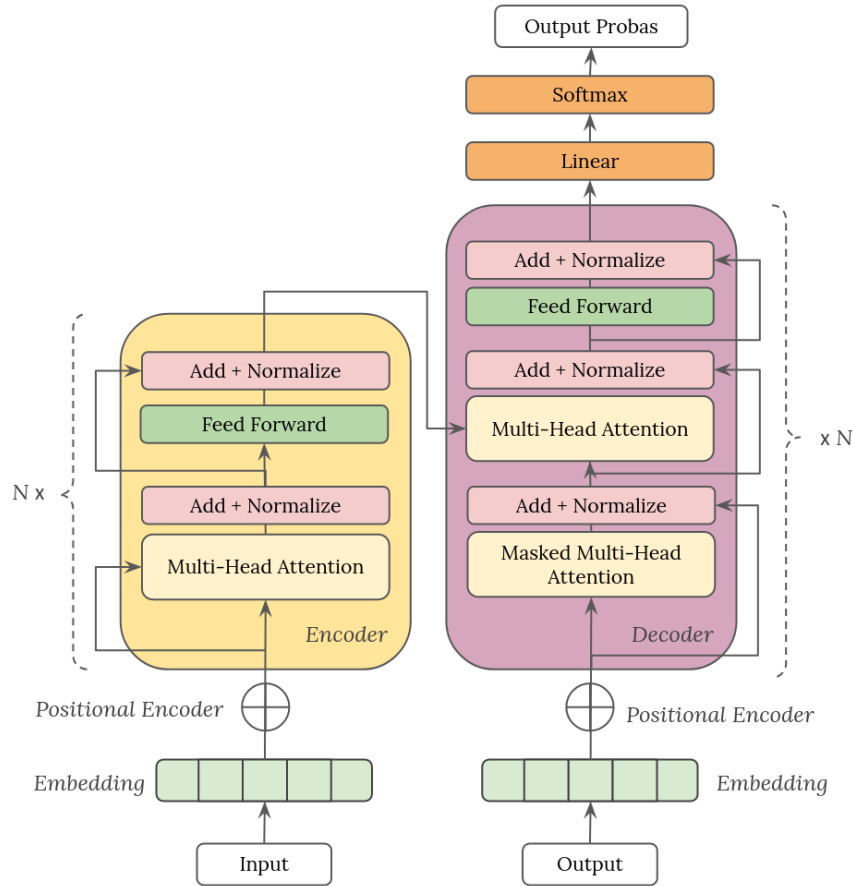 Output Probas
Softmax
Linear
Add + Normalize
Feed Forward
Add + Normalize
Multi-Head Attention
Add + Normalize
Masked Multi-Head
Attention
Decoder
x N
Add + Normalize
Feed Forward
Add + Normalize
Multi-Head Attention
Encoder
N x
Positional Encoder
Positional Encoder
Embedding
Embedding
Input
Output